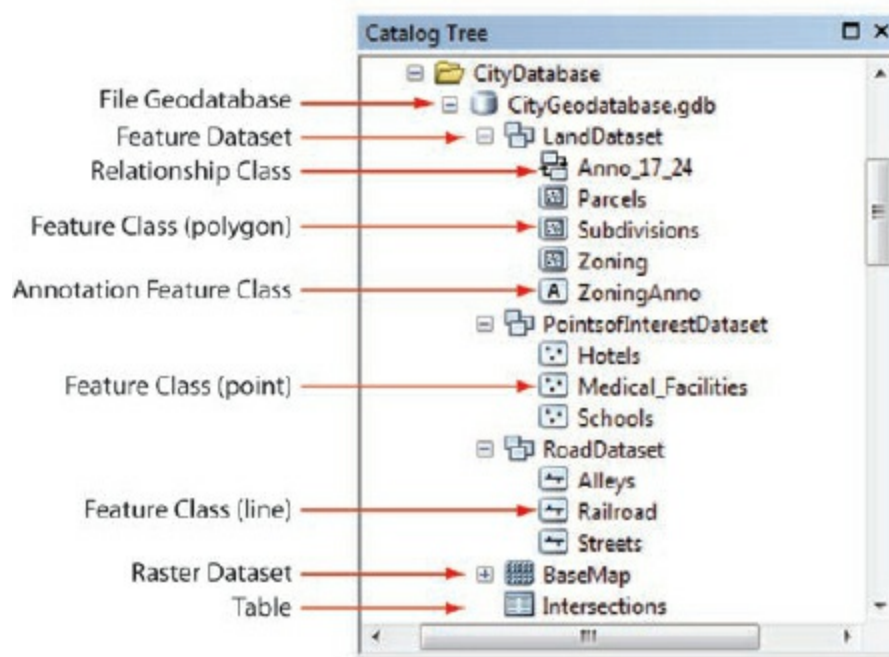 Catalog Tree
CityDatabase
File Geodatabase CityGeodatabase.gdb
Feature Dataset LandDataset
Relationship Class Anno_17_24
Parcels
Feature Class (polygon) Subdivisions
Zoning
Annotation Feature Class A ZoningAnno
PointsofInterestDataset
Hotels
Feature Class (point) Medical_Facilities
Schools
RoadDataset
Alleys
Feature Class (line) Railroad
Streets
Raster Dataset BaseMap
Table Intersections